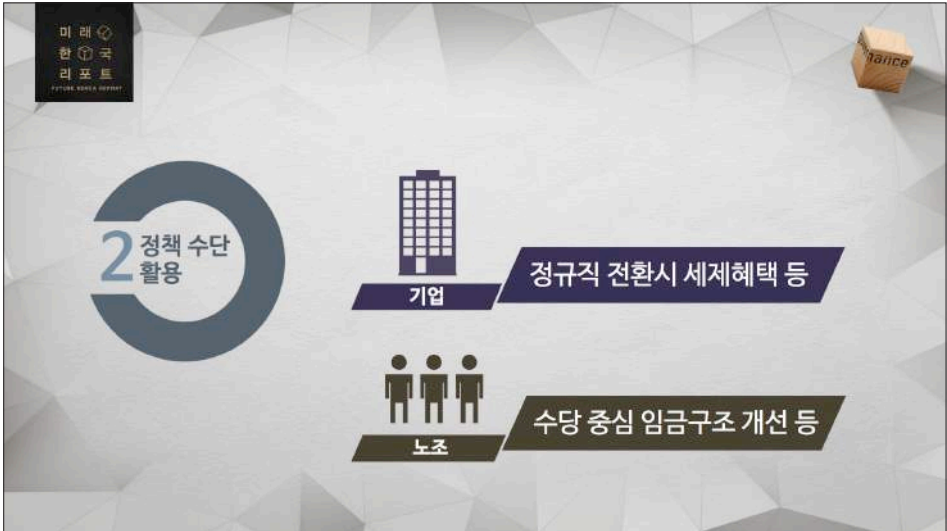 미래
한국
리포트
FUTURE KOREA REPORT
2 정책 수단
활용
기업
정규직 전환시 세제혜택 등
노조
수당 중심 임금구조 개선 등